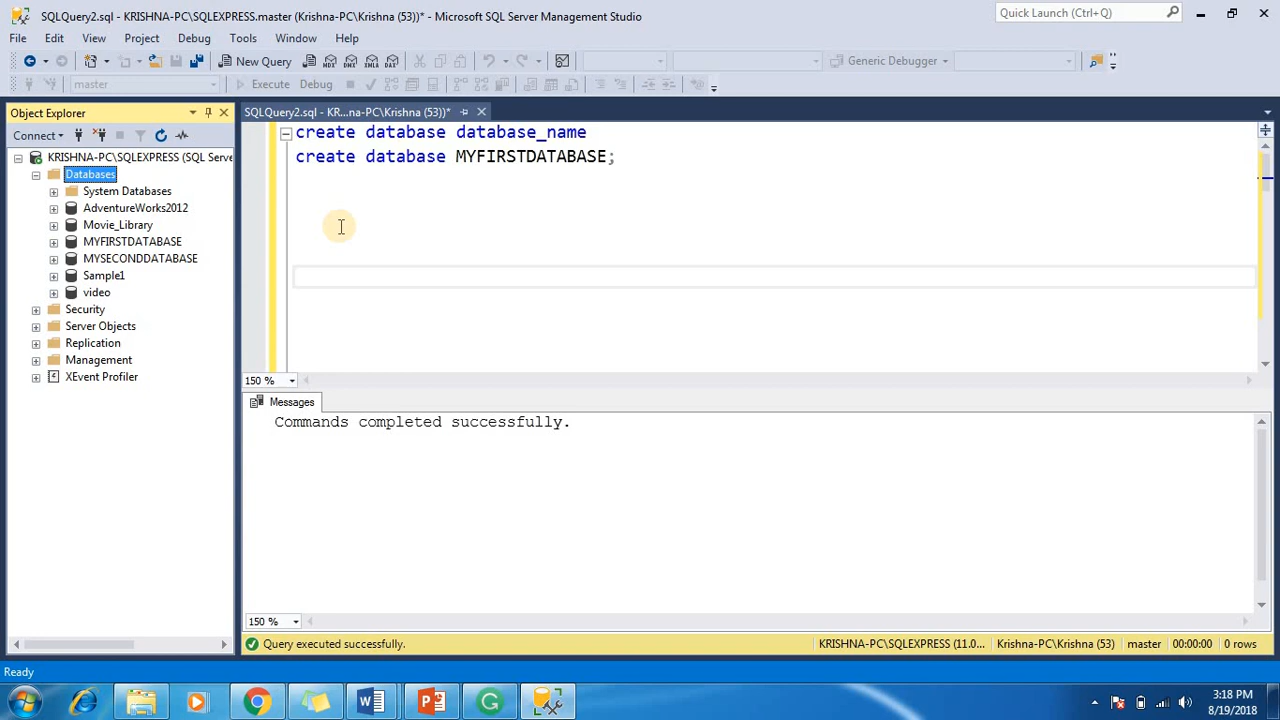 SQLQuery2.sql - KRISHNA-PC\SQLEXPRESS.master (Krishna-PC\Krishna (53))* - Microsoft SQL Server Management Studio
Quick Launch (Ctrl+Q)
File Edit View Project Debug Tools Window Help
New Query
MDX DMX XMLA DAX
Generic Debugger
master
Execute Debug
Object Explorer
SQLQuery2.sql - KR...na-PC\Krishna (53))*
Connect
create database database_name
create database MYFIRSTDATABASE;
KRISHNA-PC\SQLEXPRESS (SQL Serve
Databases
System Databases
AdventureWorks2012
Movie_Library
MYFIRSTDATABASE
MYSECONDDATABASE
Sample1
video
Security
Server Objects
Replication
Management
XEvent Profiler
150 %
Messages
Commands completed successfully.
150 %
Query executed successfully.
KRISHNA-PC\SQLEXPRESS (11.0... Krishna-PC\Krishna (53) master 00:00:00 0 rows
Ready
3:18 PM
8/19/2018